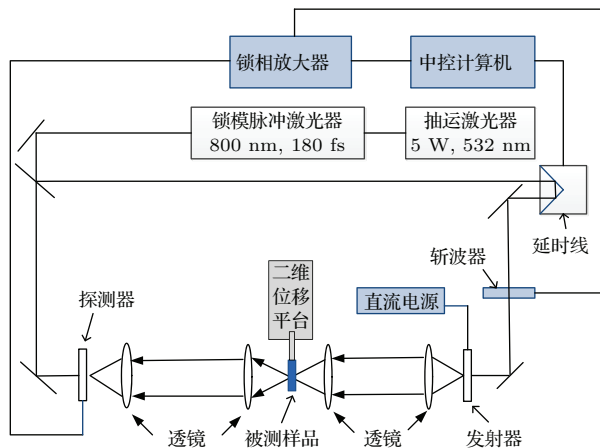 锁相放大器
中控计算机
锁模脉冲激光器
800 nm, 180 fs
抽运激光器
5 W, 532 nm
延时线
斩波器
二维
位移
平台
直流电源
探测器
透镜
被测样品
透镜
发射器